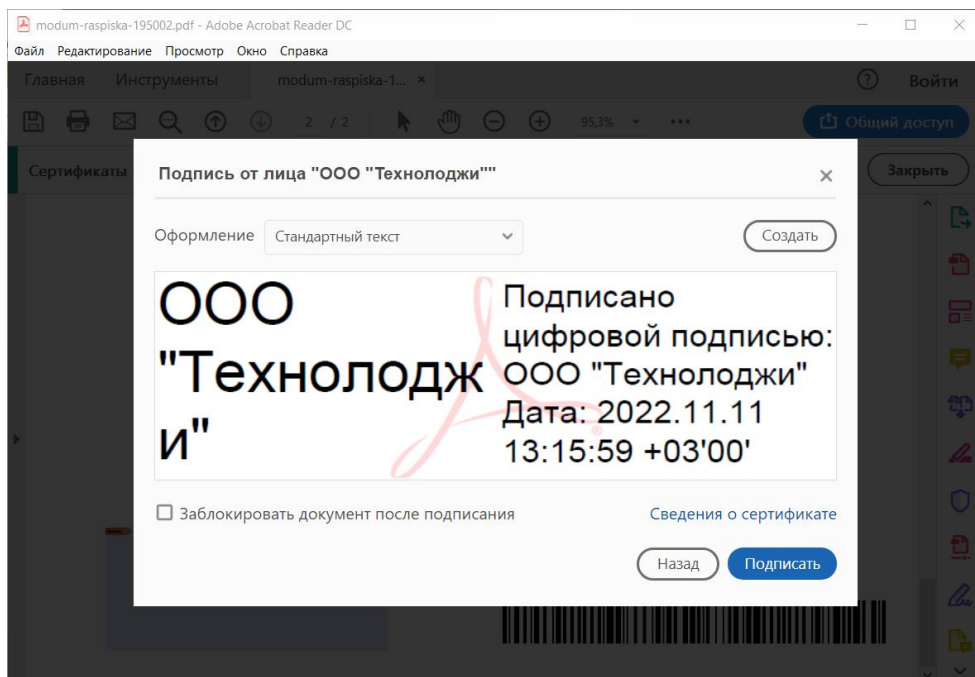 modum-raspiska-195002.pdf - Adobe Acrobat Reader DC
Файл Редактирование Просмотр Окно Справка
Главная Инструменты modum-raspiska-1... × ? Войти
2 / 2 95,3% Общий доступ
Сертификаты Закрыть
Подпись от лица "ООО "Технолоджи""
Оформление Стандартный текст Создать
ООО
"Технолодж
и"
Подписано
цифровой подписью:
ООО "Технолоджи"
Дата: 2022.11.11
13:15:59 +03'00'
Заблокировать документ после подписания Сведения о сертификате
Назад Подписать